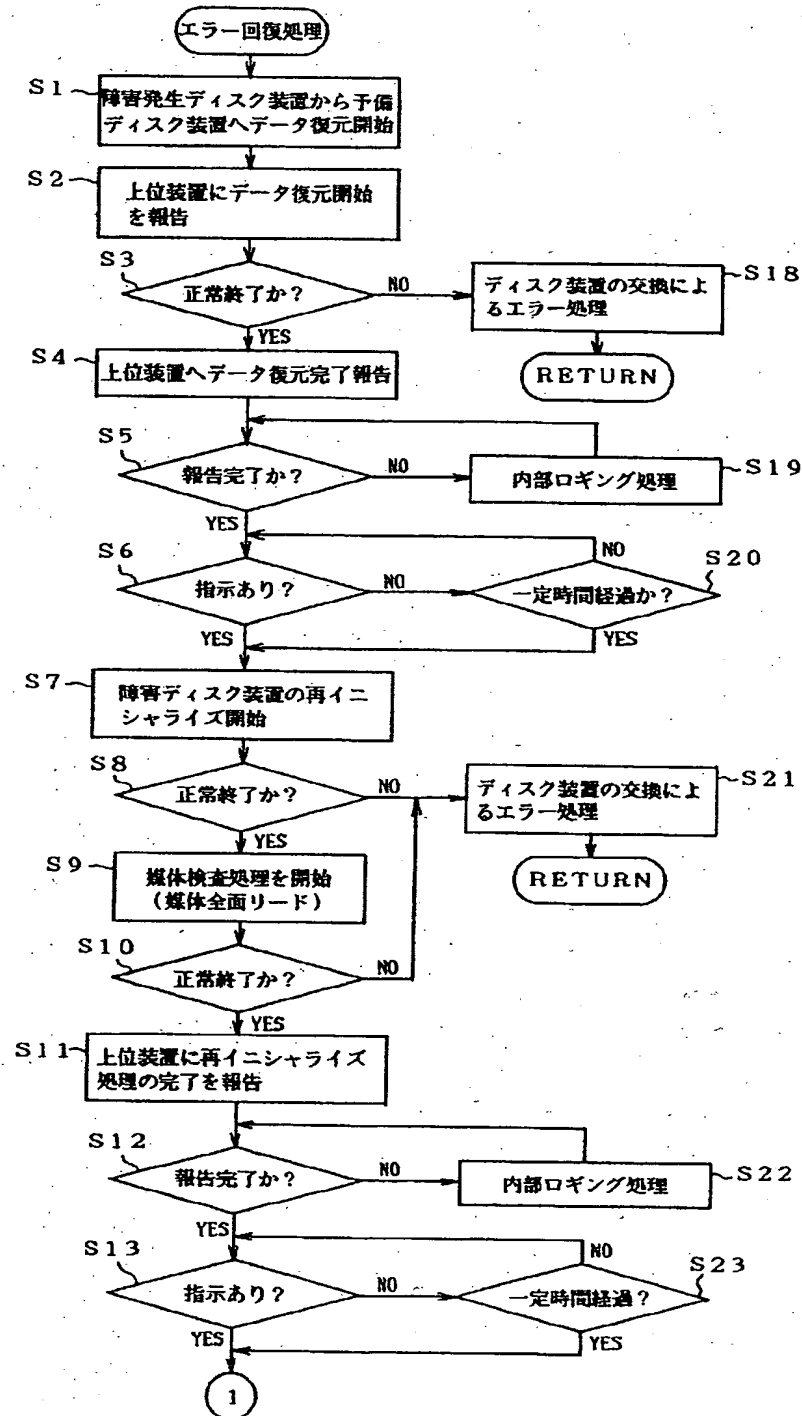 エラー回復処理
S1
障害発生ディスク装置から予備
ディスク装置へデータ復元開始
S2
上位装置にデータ復元開始
を報告
S3
正常終了か?
NO
ディスク装置の交換によ
るエラー処理
S18
YES
RETURN
S4
上位装置へデータ復元完了報告
S5
報告完了か?
NO
内部ロギング処理
S19
YES
S6
指示あり?
NO
一定時間経過か?
S20
NO
YES
YES
S7
障害ディスク装置の再イニ
シャライズ開始
S8
正常終了か?
NO
ディスク装置の交換によ
るエラー処理
S21
YES
RETURN
S9
媒体検査処理を開始
(媒体全面リード)
S10
正常終了か?
NO
YES
S11
上位装置に再イニシャライズ
処理の完了を報告
S12
報告完了か?
NO
内部ロギング処理
S22
YES
S13
指示あり?
NO
一定時間経過?
S23
NO
YES
YES
1